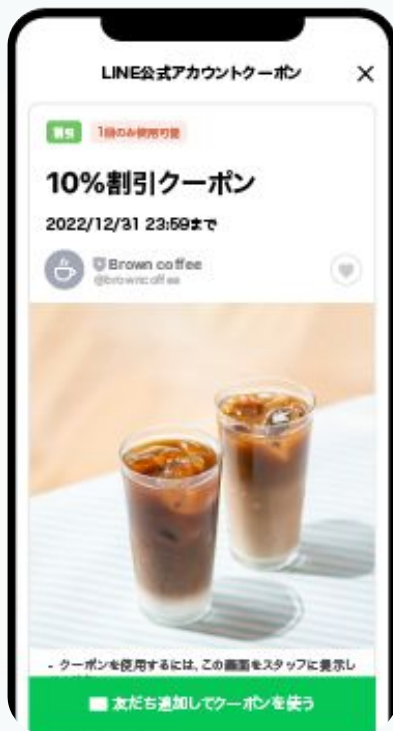 LINE公式アカウントクーポン
割引 1回のみ使用可能
10%割引クーポン
2022/12/31 23:59まで
Brown coffee
@browncoffee
- クーポンを使用するには、この画面をスタッフに提示し
友だち追加してクーポンを使う